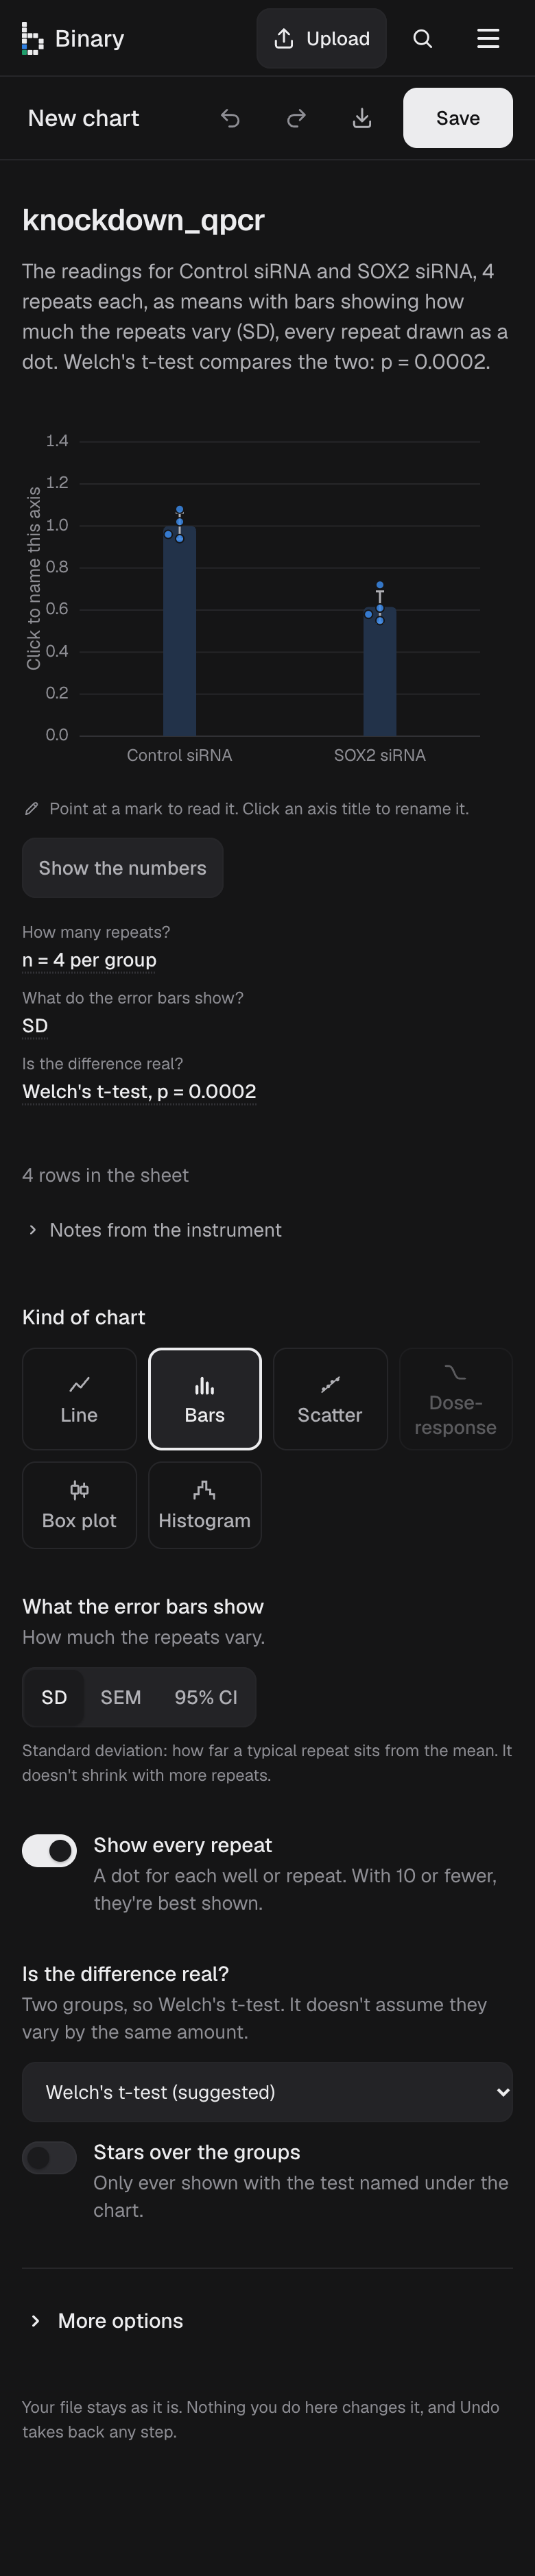 Binary
Upload
New chart
Save
knockdown_qpcr
The readings for Control siRNA and SOX2 siRNA, 4
repeats each, as means with bars showing how
much the repeats vary (SD), every repeat drawn as a
dot. Welch's t-test compares the two: p = 0.0002.
Click to name this axis
1.4
1.2
1.0
0.8
0.6
0.4
0.2
0.0
Control siRNA
SOX2 siRNA
Point at a mark to read it. Click an axis title to rename it.
Show the numbers
How many repeats?
n = 4 per group
What do the error bars show?
SD
Is the difference real?
Welch's t-test, p = 0.0002
4 rows in the sheet
Notes from the instrument
Kind of chart
Line
Bars
Scatter
Dose-
response
Box plot
Histogram
What the error bars show
How much the repeats vary.
SD
SEM
95% CI
Standard deviation: how far a typical repeat sits from the mean. It
doesn't shrink with more repeats.
Show every repeat
A dot for each well or repeat. With 10 or fewer,
they're best shown.
Is the difference real?
Two groups, so Welch's t-test. It doesn't assume they
vary by the same amount.
Welch's t-test (suggested)
Stars over the groups
Only ever shown with the test named under the
chart.
More options
Your file stays as it is. Nothing you do here changes it, and Undo
takes back any step.